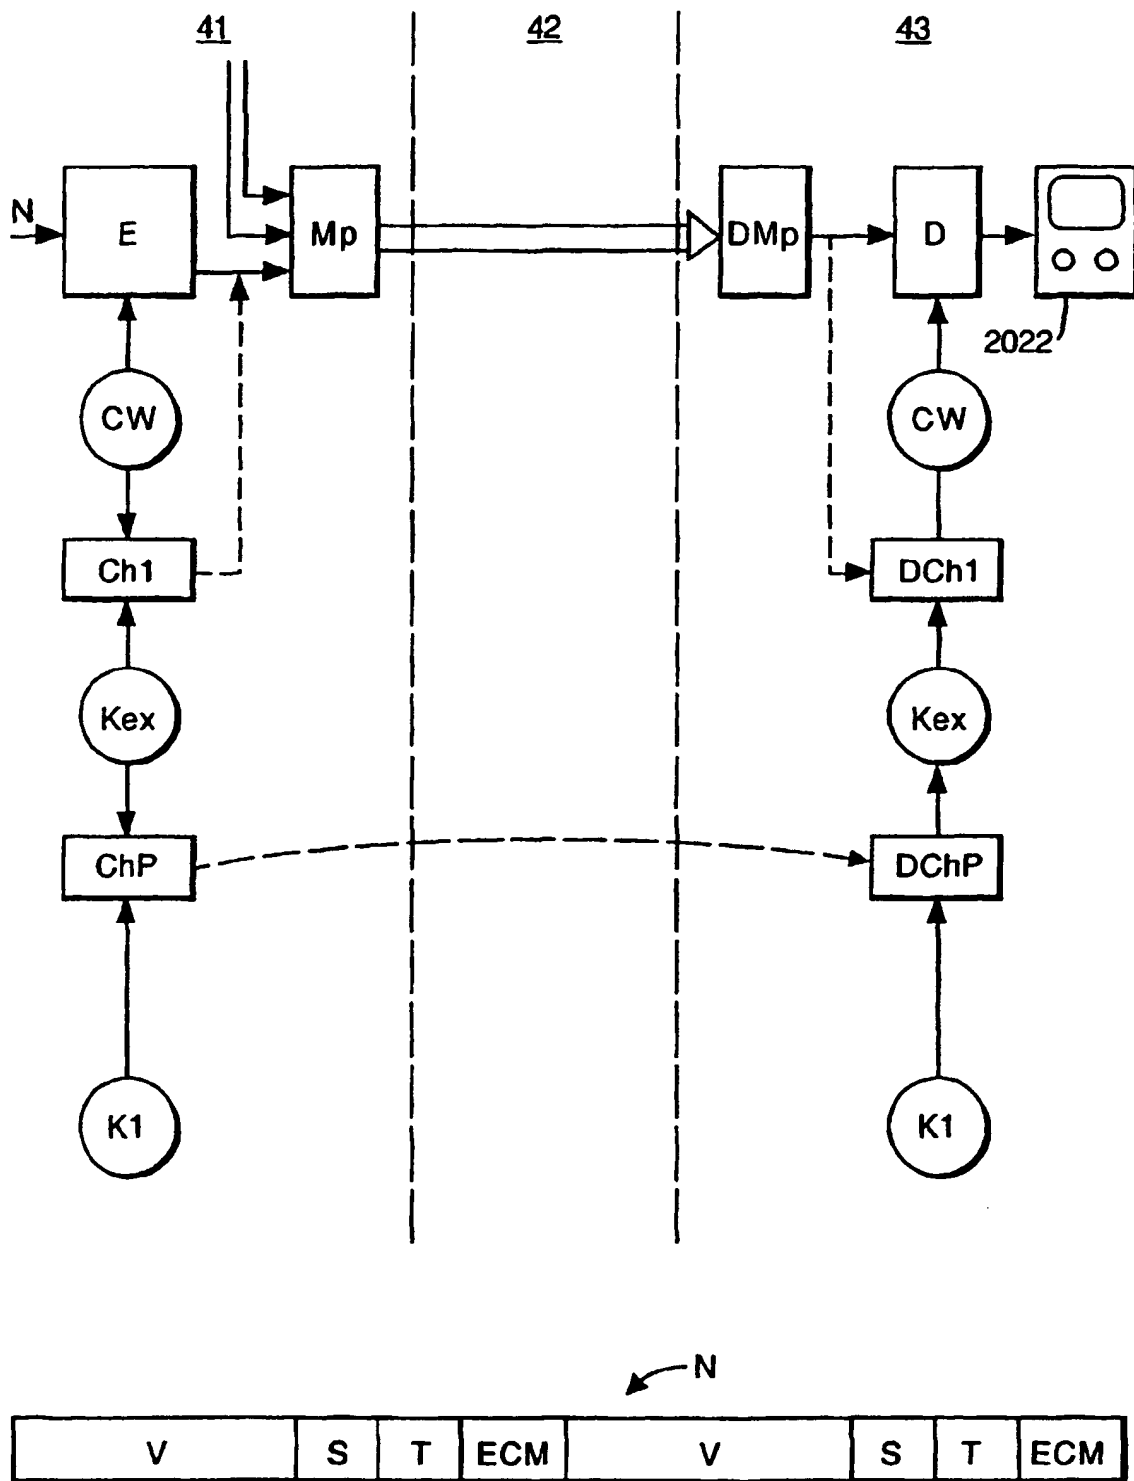 41 42 43
N E Mp DMp D
2022
CW CW
Ch1 DCh1
Kex Kex
ChP DChP
K1 K1
N
V S T ECM V S T ECM